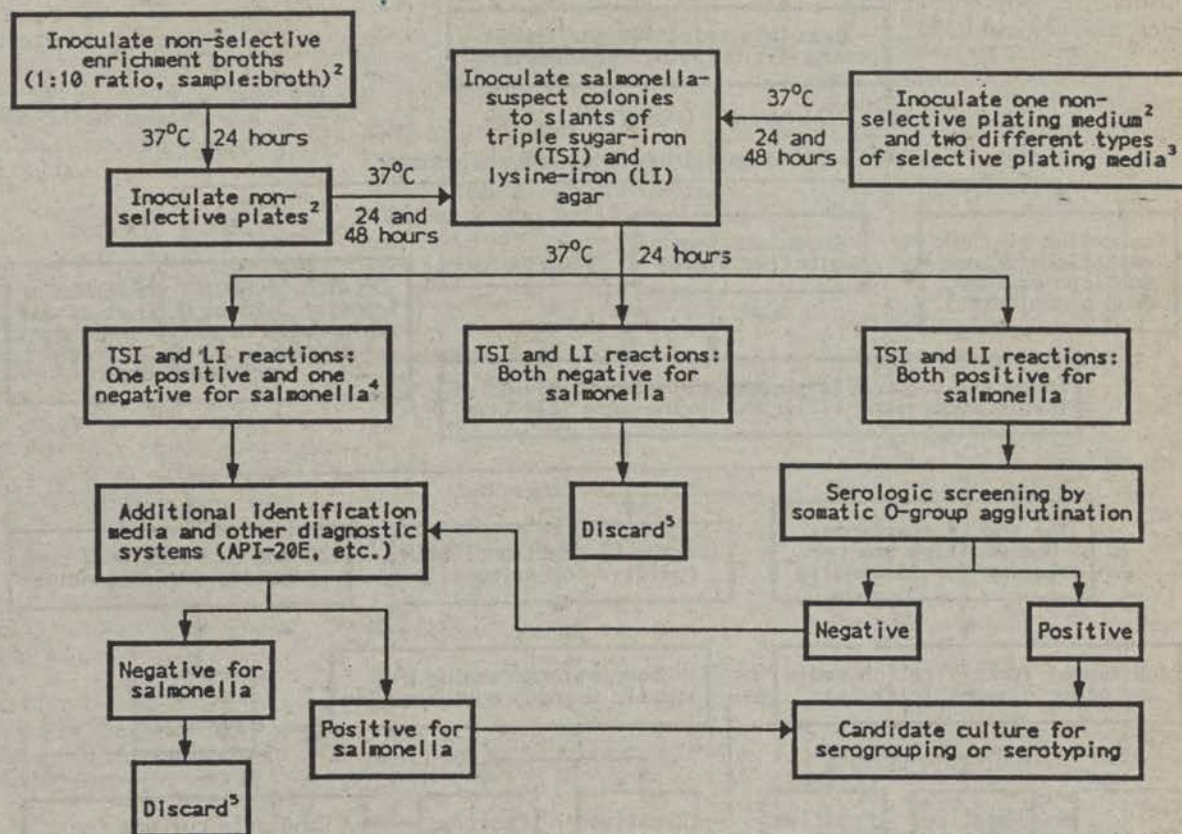 Inoculate non-selective
enrichment broths
(1:10 ratio, sample:broth)²
37°C 24 hours
Inoculate non-
selective plates²
37°C
24 and
48 hours
Inoculate salmonella-
suspect colonies
to slants of
triple sugar-iron
(TSI) and
lysine-iron (LI)
agar
37°C
24 and
48 hours
Inoculate one non-
selective plating medium²
and two different types
of selective plating media³
37°C 24 hours
TSI and LI reactions:
One positive and one
negative for salmonella⁴
TSI and LI reactions:
Both negative for
salmonella
TSI and LI reactions:
Both positive for
salmonella
Additional identification
media and other diagnostic
systems (API-20E, etc.)
Discard⁵
Serologic screening by
somatic O-group agglutination
Negative
Positive
Negative for
salmonella
Positive for
salmonella
Candidate culture for
serogrouping or serotyping
Discard⁵